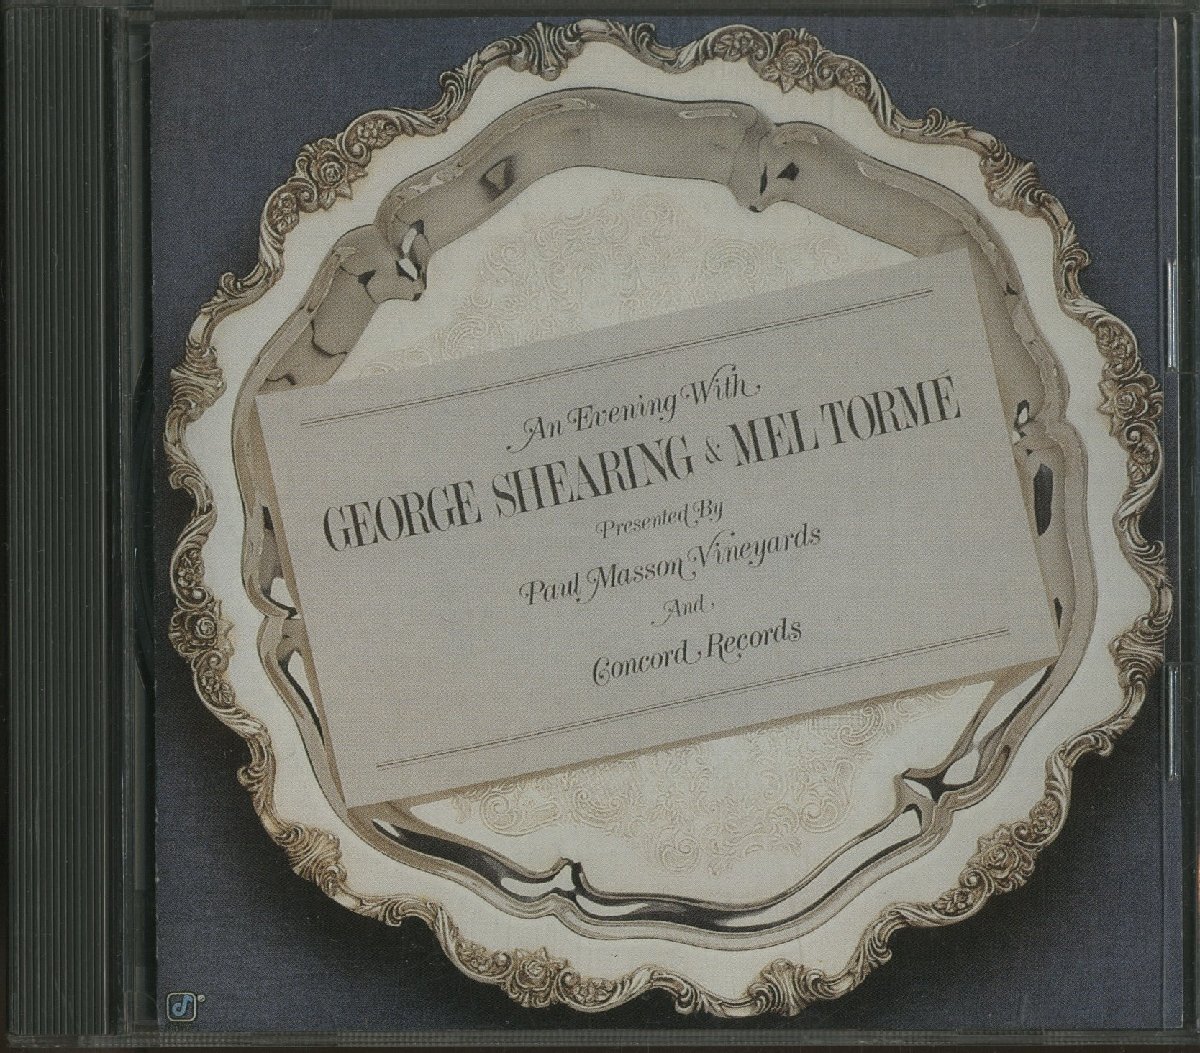 An Evening With
GEORGE SHEARING & MEL TORMÉ
Presented By
Paul Masson Vineyards
And
Concord Records